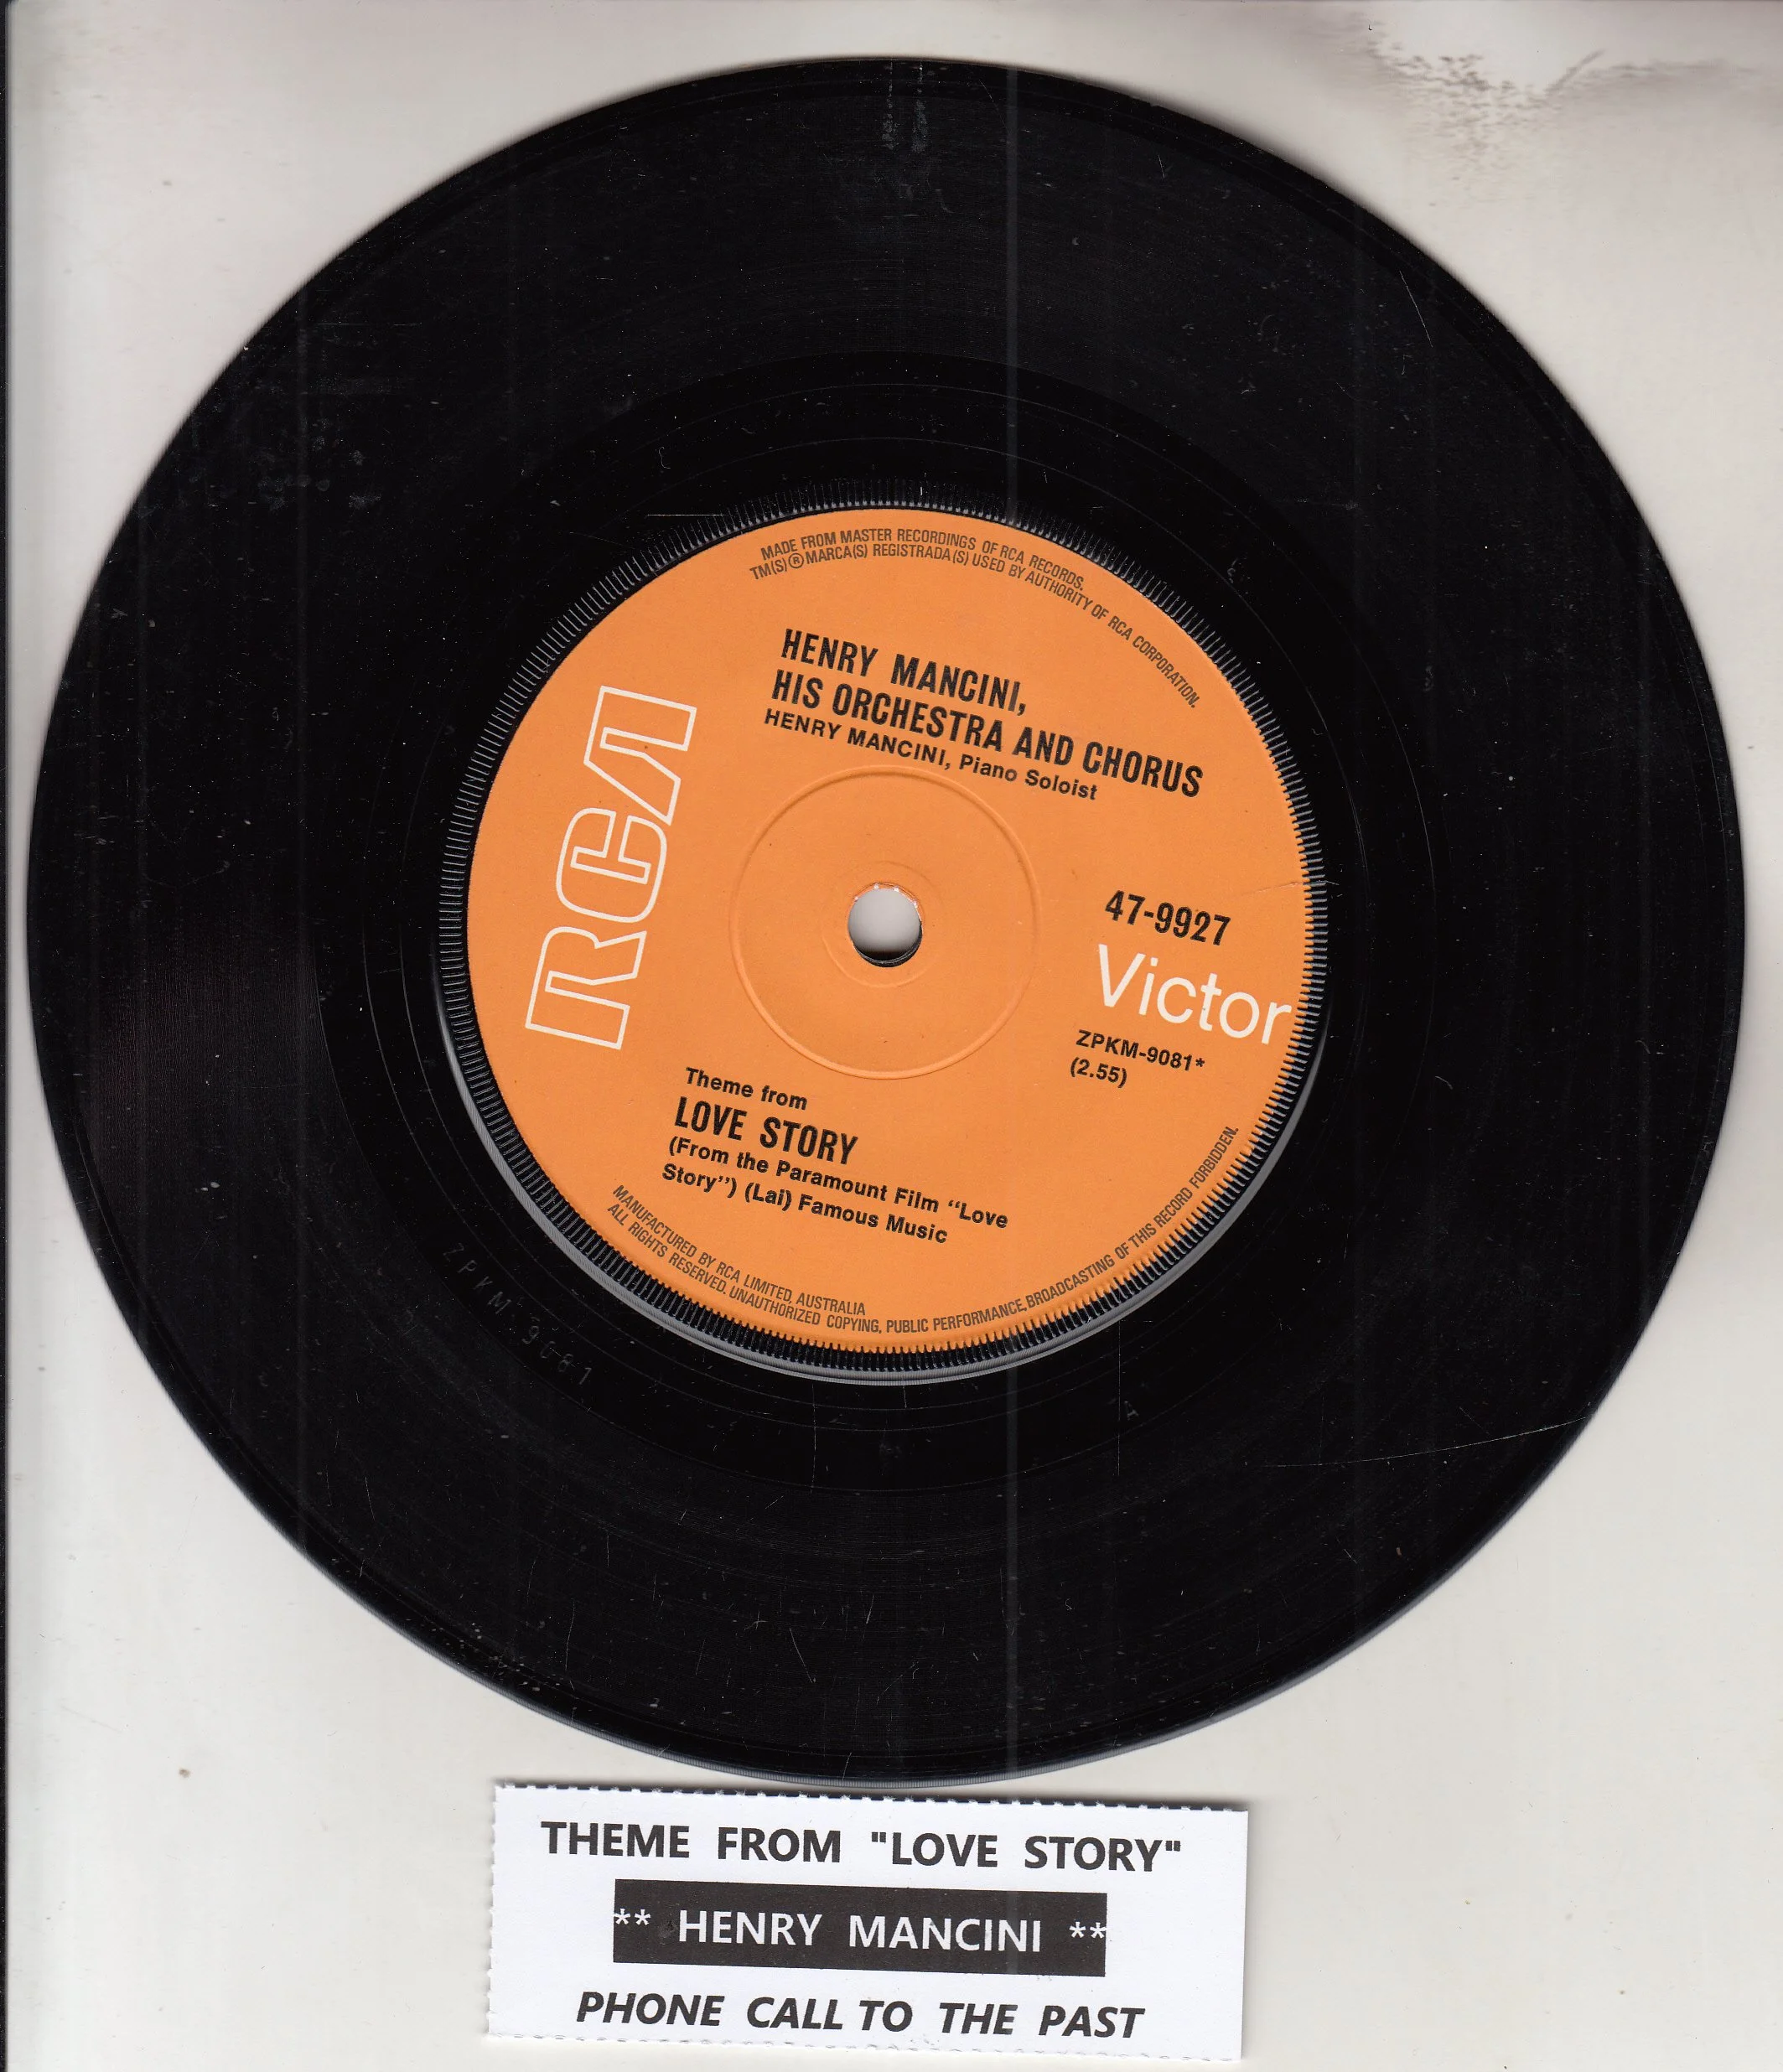 MADE FROM MASTER RECORDINGS OF RCA RECORDS.
TM(S) ® MARCA(S) REGISTRADA(S) USED BY AUTHORITY OF RCA CORPORATION.
HENRY MANCINI,
HIS ORCHESTRA AND CHORUS
HENRY MANCINI, Piano Soloist
RCA
47-9927
Victor
ZPKM-9081*
(2.55)
Theme from
LOVE STORY
(From the Paramount Film “Love
Story”) (Lai) Famous Music
MANUFACTURED BY RCA LIMITED, AUSTRALIA
ALL RIGHTS RESERVED. UNAUTHORIZED COPYING, PUBLIC PERFORMANCE, BROADCASTING OF THIS RECORD FORBIDDEN.
ZPKM 9081
A
THEME FROM "LOVE STORY"
** HENRY MANCINI **
PHONE CALL TO THE PAST